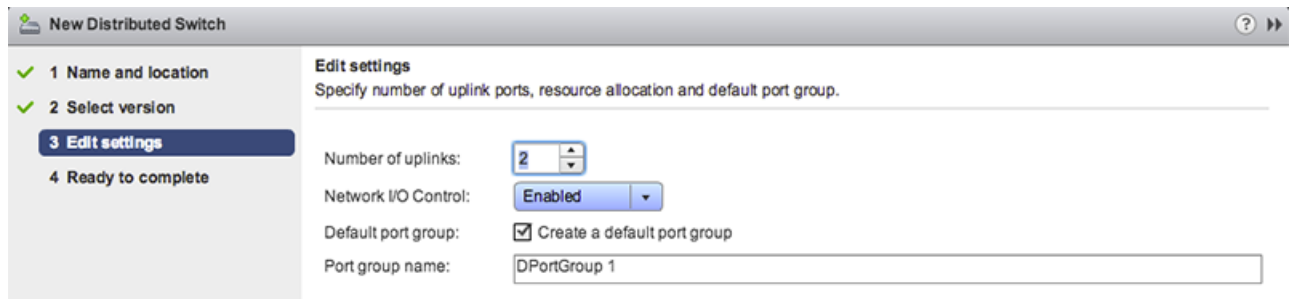 New Distributed Switch
?
1 Name and location
2 Select version
3 Edit settings
4 Ready to complete
Edit settings
Specify number of uplink ports, resource allocation and default port group.
Number of uplinks: 2
Network I/O Control: Enabled
Default port group: Create a default port group
Port group name: DPortGroup 1